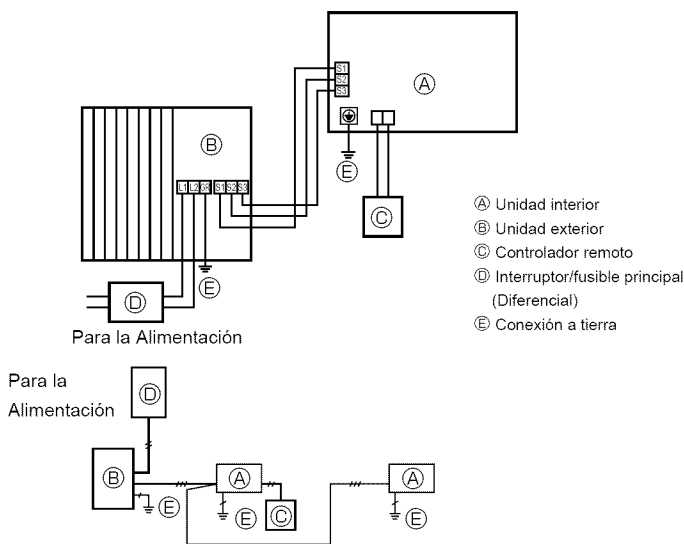 S1
S2
S3
Ⓐ
Ⓑ
L1 L2 GR S1 S2 S3
Ⓔ
Ⓒ
Ⓔ
Ⓓ
Para la Alimentación
Ⓐ Unidad interior
Ⓑ Unidad exterior
Ⓒ Controlador remoto
Ⓓ Interruptor/fusible principal
(Diferencial)
Ⓔ Conexión a tierra
Para la
Alimentación
Ⓓ
Ⓑ
Ⓔ
Ⓐ
Ⓔ
Ⓒ
Ⓐ
Ⓔ